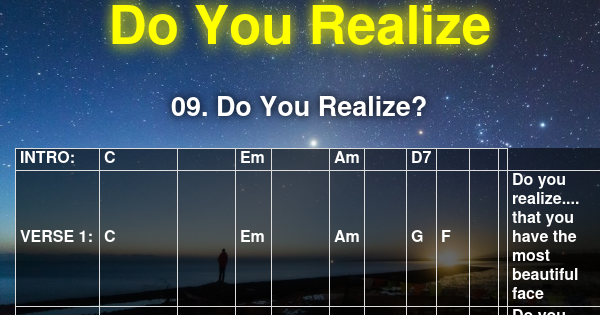 Do You Realize
09. Do You Realize?
INTRO: C Em Am D7
VERSE 1: C Em Am G F
Do you
realize....
that you
have the
most
beautiful
face
Do you